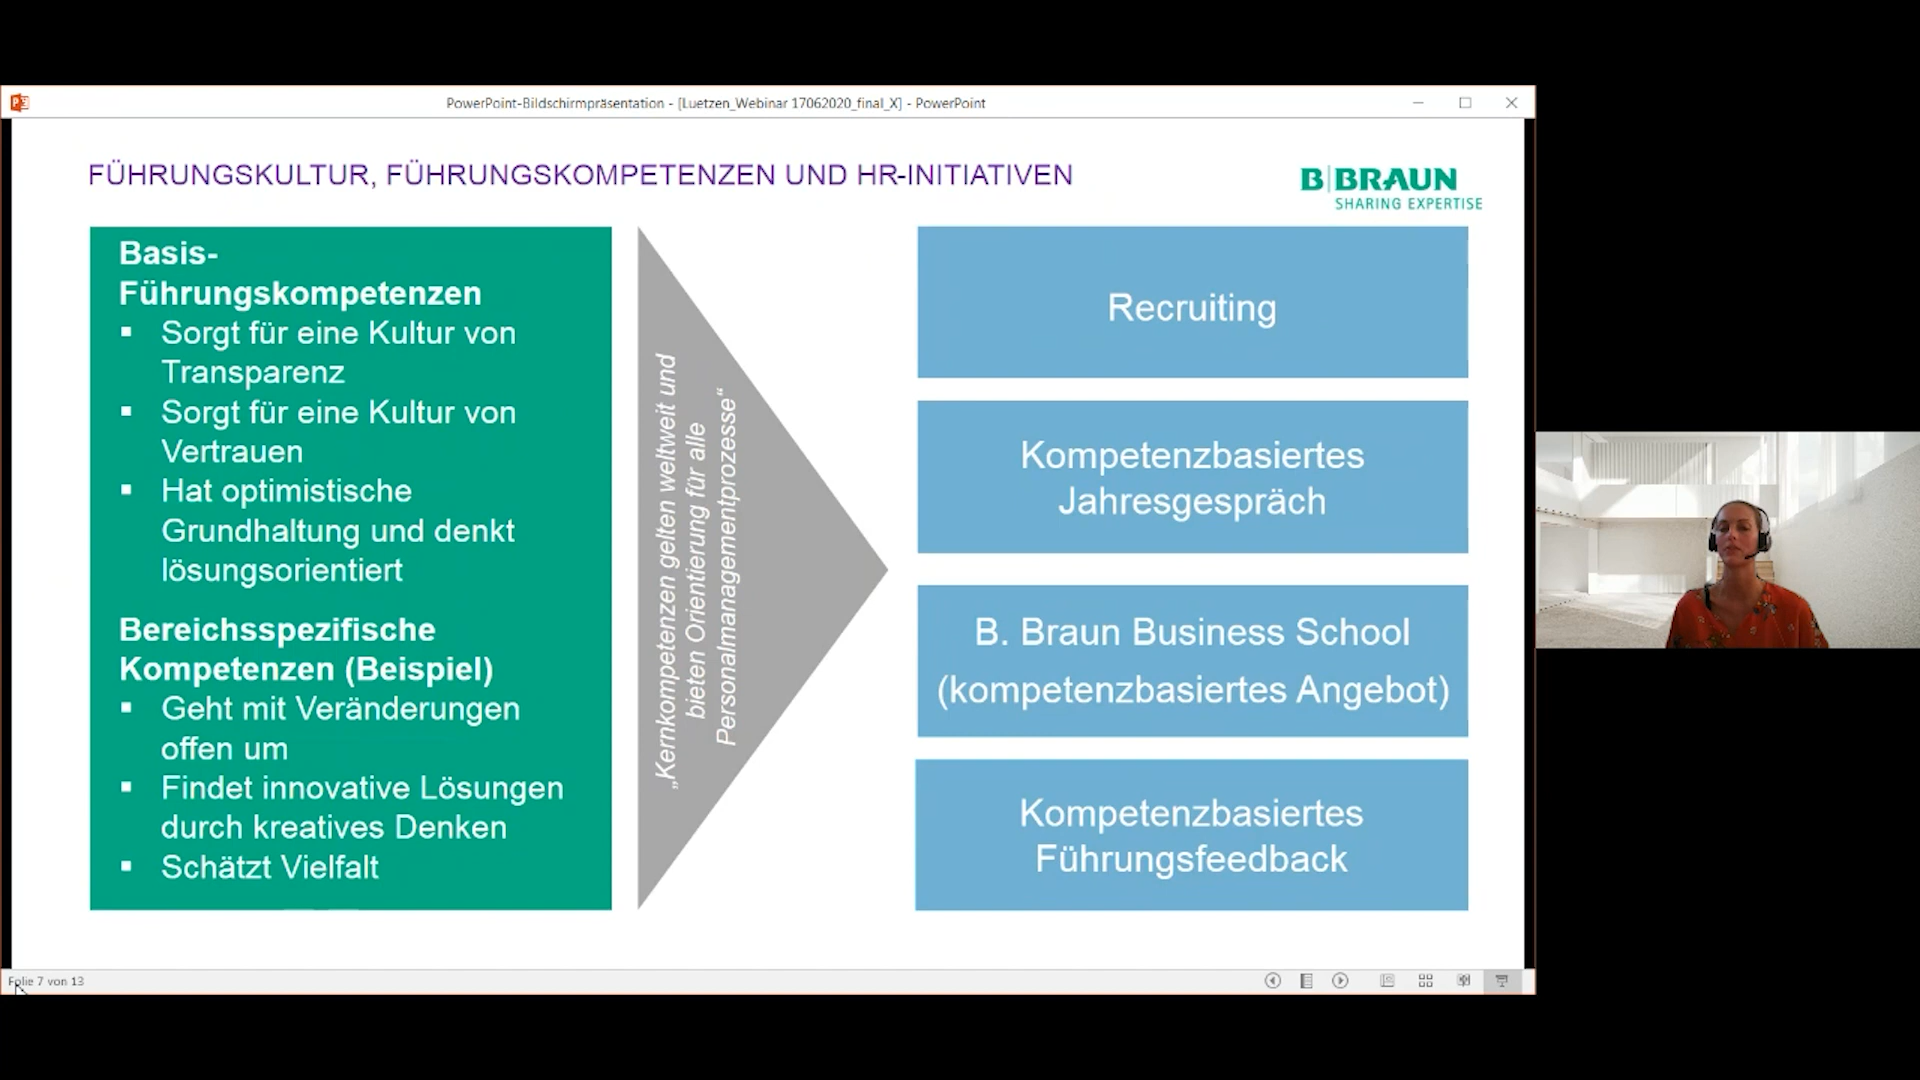 PowerPoint-Bildschirmpräsentation - [Luetzen_Webinar 17062020_final_X] - PowerPoint
FÜHRUNGSKULTUR, FÜHRUNGSKOMPETENZEN UND HR-INITIATIVEN
B|BRAUN
SHARING EXPERTISE
Basis-
Führungskompetenzen
▪ Sorgt für eine Kultur von
Transparenz
▪ Sorgt für eine Kultur von
Vertrauen
▪ Hat optimistische
Grundhaltung und denkt
lösungsorientiert
Bereichsspezifische
Kompetenzen (Beispiel)
▪ Geht mit Veränderungen
offen um
▪ Findet innovative Lösungen
durch kreatives Denken
▪ Schätzt Vielfalt
„Kernkompetenzen gelten weltweit und
bieten Orientierung für alle
Personalmanagementprozesse“
Recruiting
Kompetenzbasiertes
Jahresgespräch
B. Braun Business School
(kompetenzbasiertes Angebot)
Kompetenzbasiertes
Führungsfeedback
Folie 7 von 13